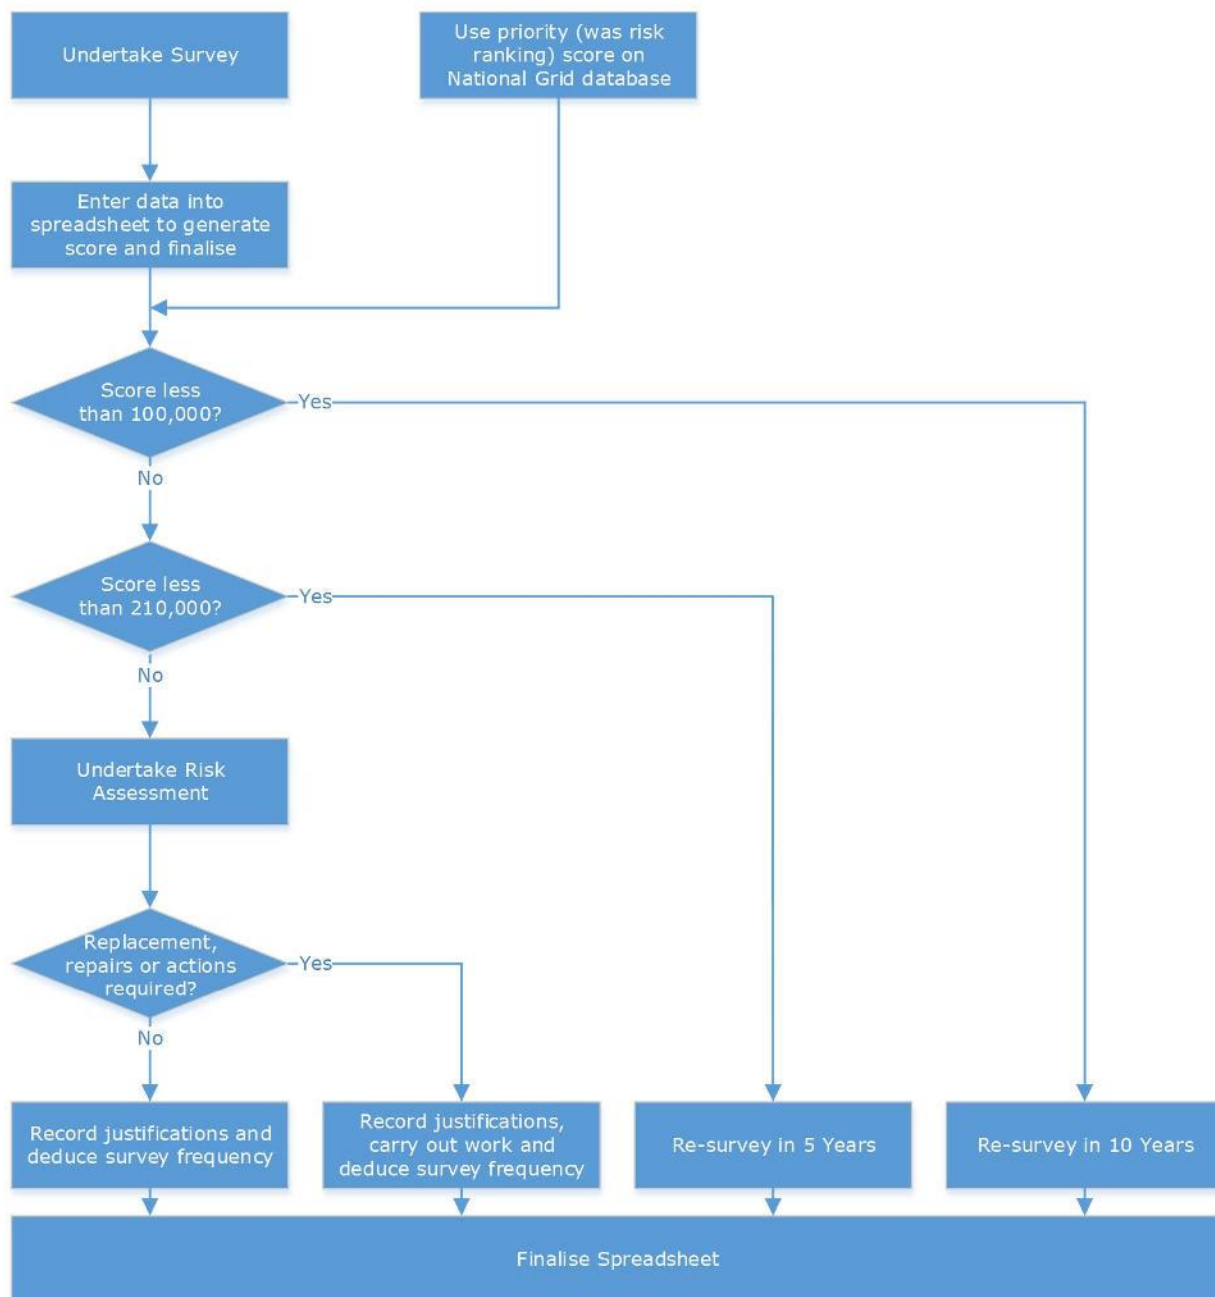 Undertake Survey
Use priority (was risk
ranking) score on
National Grid database
Enter data into
spreadsheet to generate
score and finalise
Score less
than 100,000?
Yes
No
Score less
than 210,000?
Yes
No
Undertake Risk
Assessment
Replacement,
repairs or actions
required?
Yes
No
Record justifications and
deduce survey frequency
Record justifications,
carry out work and
deduce survey frequency
Re-survey in 5 Years
Re-survey in 10 Years
Finalise Spreadsheet